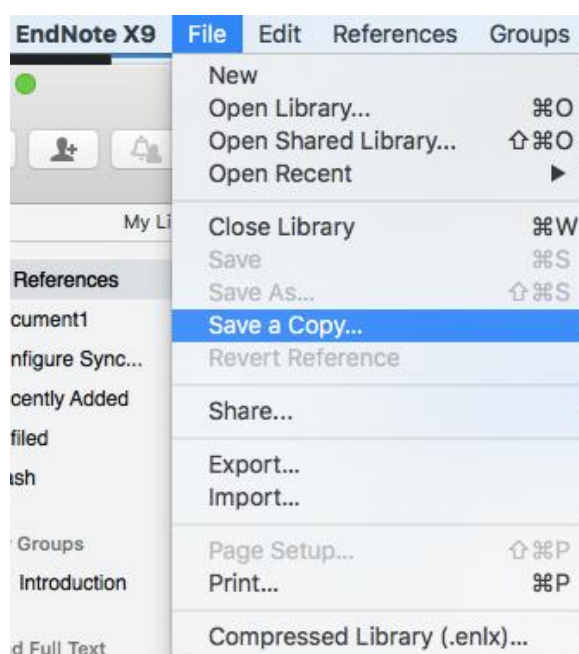 EndNote X9 File Edit References Groups
New
Open Library... ⌘O
Open Shared Library... ⇧⌘O
Open Recent ▶
My Li
Close Library ⌘W
Save ⌘S
References
Save As... ⇧⌘S
cument1
Save a Copy...
nfigure Sync...
Revert Reference
cently Added
Share...
filed
Export...
ash
Import...
Groups
Page Setup... ⇧⌘P
Introduction
Print... ⌘P
d Full Text
Compressed Library (.enlx)...